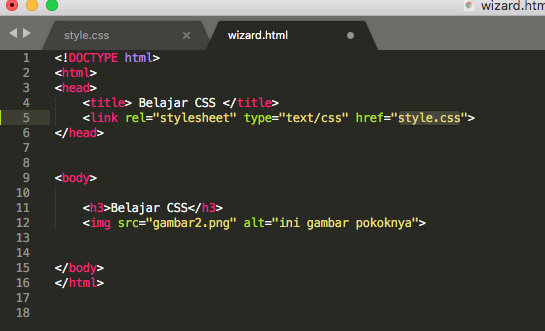 wizard.htm
style.css × wizard.html
1 <!DOCTYPE html>
2 <html>
3 <head>
4 <title> Belajar CSS </title>
5 <link rel="stylesheet" type="text/css" href="style.css">
6 </head>
7
8
9 <body>
10
11 <h3>Belajar CSS</h3>
12 <img src="gambar2.png" alt="ini gambar pokoknya">
13
14
15 </body>
16 </html>
17
18